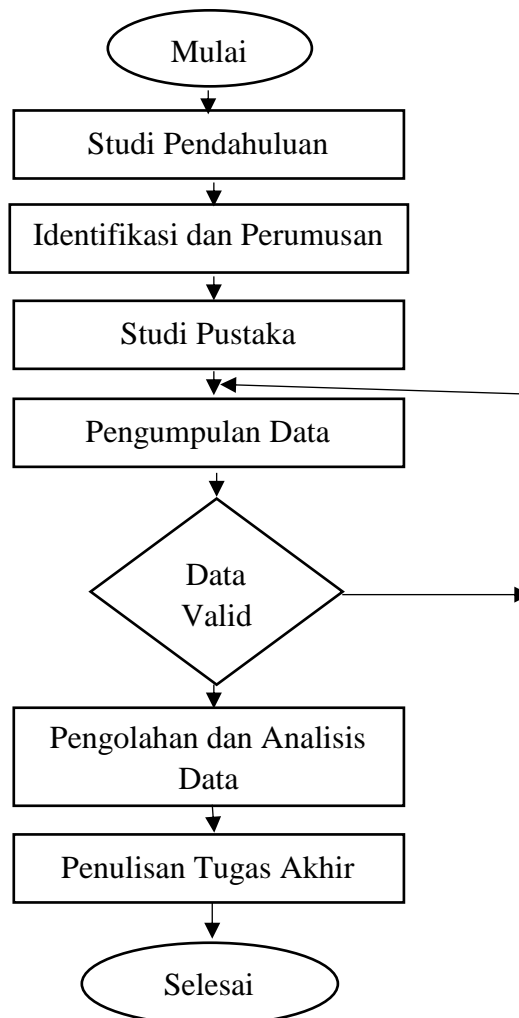 Mulai
Studi Pendahuluan
Identifikasi dan Perumusan
Studi Pustaka
Pengumpulan Data
Data
Valid
Pengolahan dan Analisis
Data
Penulisan Tugas Akhir
Selesai